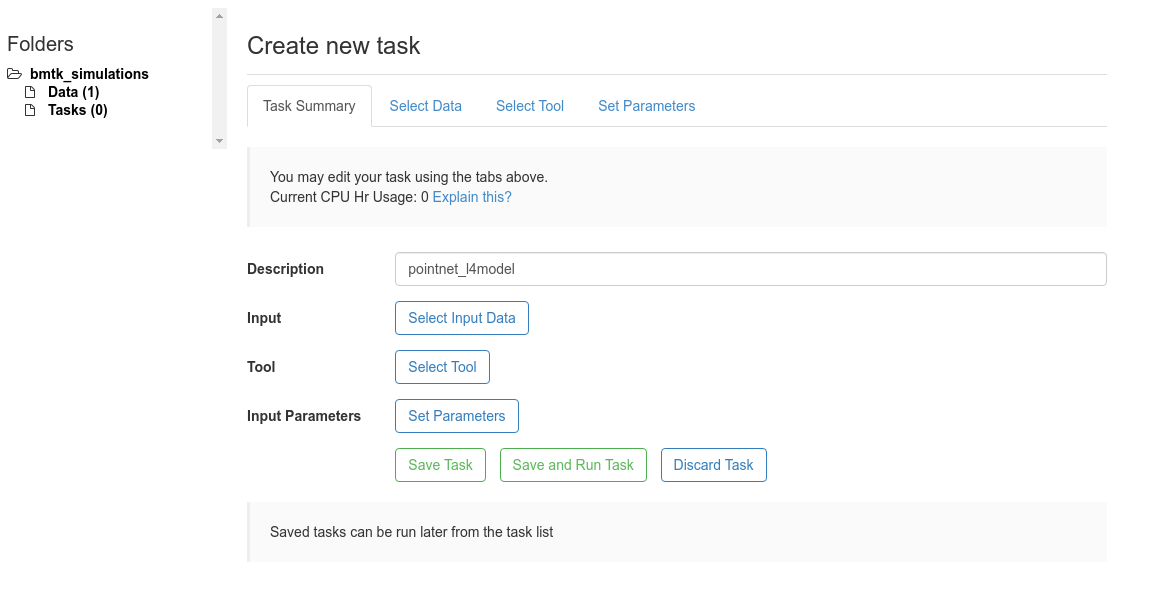 Folders
bmtk_simulations
Data (1)
Tasks (0)
Create new task
Task Summary Select Data Select Tool Set Parameters
You may edit your task using the tabs above.
Current CPU Hr Usage: 0 Explain this?
Description pointnet_l4model
Input Select Input Data
Tool Select Tool
Input Parameters Set Parameters
Save Task Save and Run Task Discard Task
Saved tasks can be run later from the task list